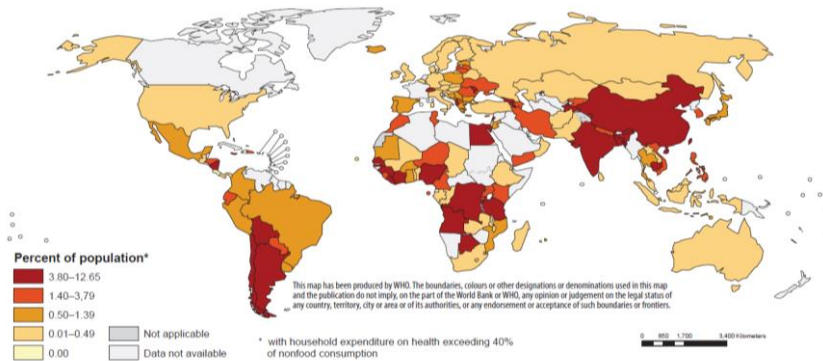 Percent of population*
3.80–12.65
1.40–3,79
0.50–1.39
0.01–0.49
0.00
Not applicable
Data not available
This map has been produced by WHO. The boundaries, colours or other designations or denominations used in this map
and the publication do not imply, on the part of the World Bank or WHO, any opinion or judgement on the legal status of
any country, territory, city or area or of its authorities, or any endorsement or acceptance of such boundaries or frontiers.
* with household expenditure on health exceeding 40%
of nonfood consumption
0 850 1,700 3,400 Kilometers